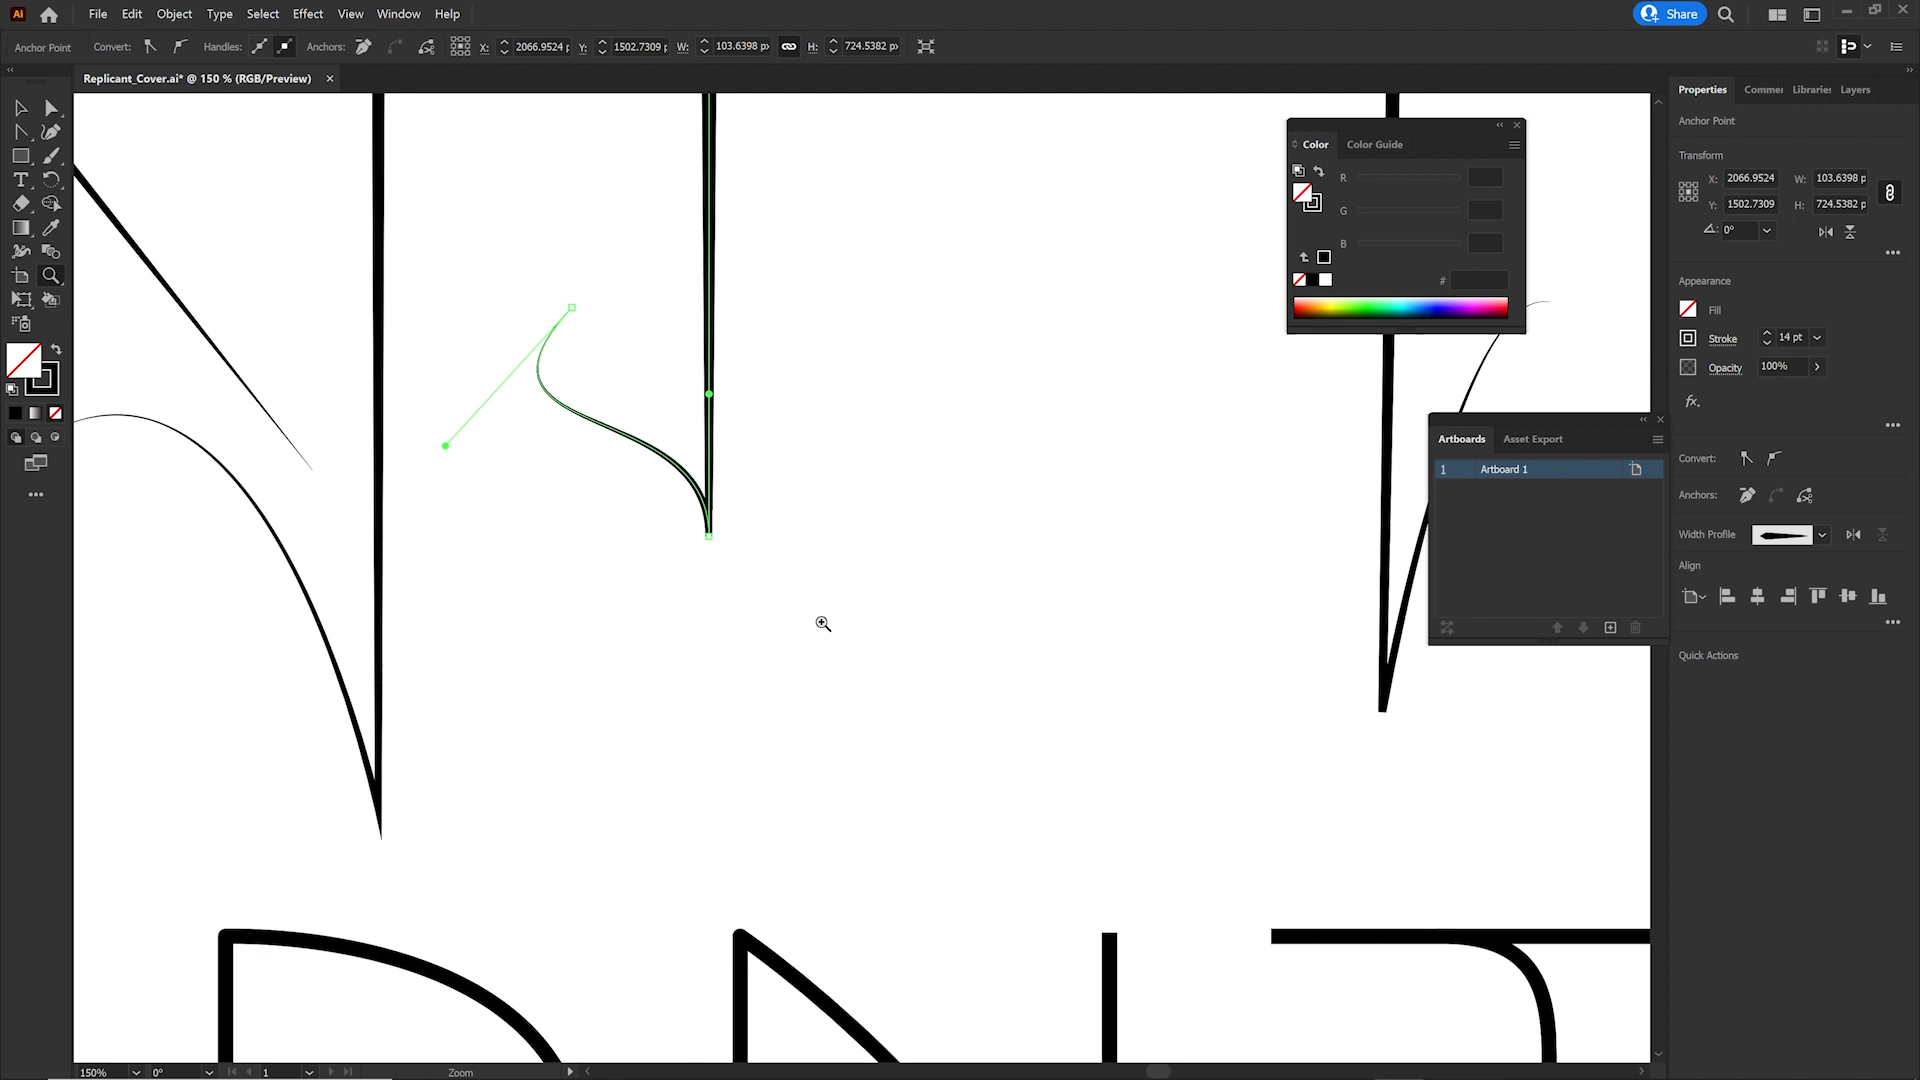 Ai File Edit Object Type Select Effect View Window Help Share
Anchor Point Convert: Handles: Anchors: X: 2066.9524 p Y: 1502.7309 p W: 103.6398 px H: 724.5382 px
Replicant_Cover.ai* @ 150 % (RGB/Preview) ×
Properties Commen Libraries Layers
Anchor Point
Color Color Guide
Transform
R
X: 2066.9524 W: 103.6398 p
Y: 1502.7309 H: 724.5382 p
G
0°
B
# 
Appearance
Fill
Stroke 14 pt
Opacity 100%
fx.
Artboards Asset Export
1 Artboard 1
Convert:
Anchors:
Width Profile
Align
Quick Actions
150% 0° 1 Zoom